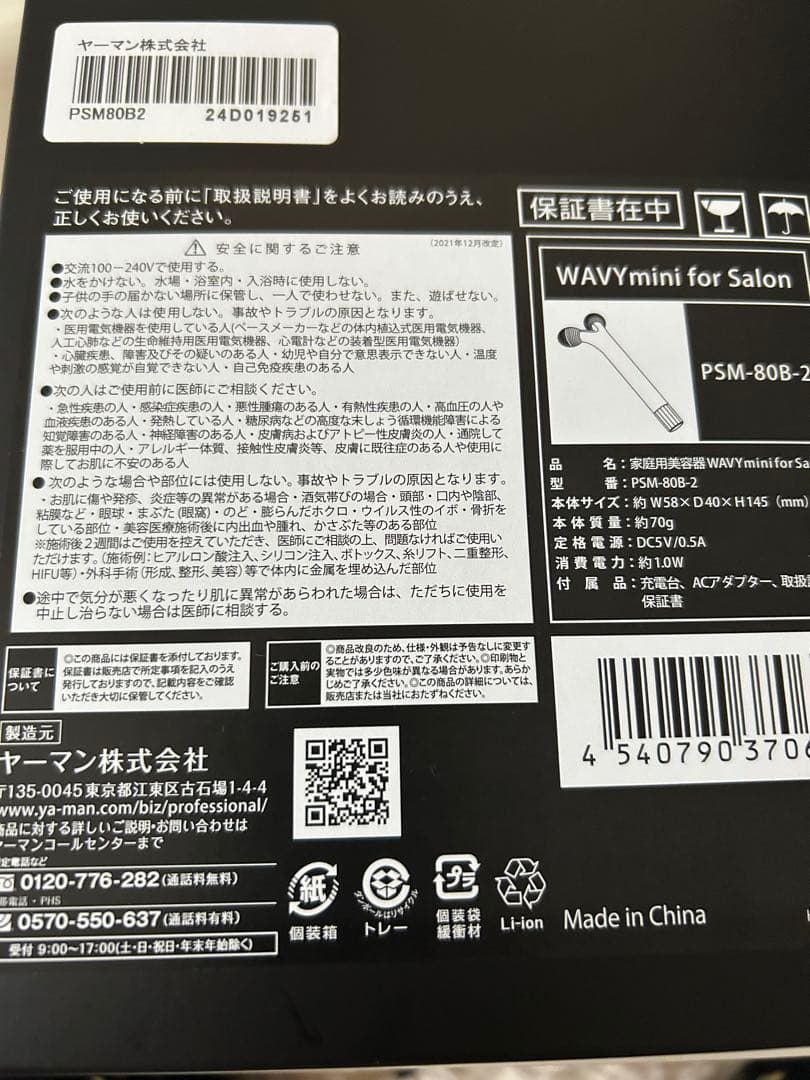 ヤーマン株式会社
PSM80B2 24D019251
ご使用になる前に「取扱説明書」をよくお読みのうえ、
正しくお使いください。
安全に関するご注意
(2021年12月改定)
●交流100－240Vで使用する。
●水をかけない。水場・浴室内・入浴時に使用しない。
●子供の手の届かない場所に保管し、一人で使わせない。また、遊ばせない。
●次のような人は使用しない。事故やトラブルの原因となります。
・医用電気機器を使用している人(ペースメーカーなどの体内植込式医用電気機器、
人工心肺などの生命維持用医用電気機器、心電計などの装着型医用電気機器)
・心臓疾患、障害及びその疑いのある人・幼児や自分で意思表示できない人・温度
や刺激の感覚が自覚できない人・自己免疫疾患のある人
●次の人はご使用前に医師にご相談ください。
・急性疾患の人・感染症疾患の人・悪性腫瘍のある人・有熱性疾患の人・高血圧の人や
血液疾患のある人・発熱している人・糖尿病などの高度な末しょう循環機能障害による
知覚障害のある人・神経障害のある人・皮膚病およびアトピー性皮膚炎の人・通院して
薬を服用中の人・アレルギー体質、接触性皮膚炎等、皮膚に既往症のある人や使用に
際してお肌に不安のある人
●次のような場合や部位には使用しない。事故やトラブルの原因となります。
・お肌に傷や発疹、炎症等の異常がある場合・酒気帯びの場合・頭部・口内や陰部、
粘膜など・眼球・まぶた(眼窩)・のど・膨らんだホクロ・ウイルス性のイボ・骨折を
している部位・美容医療施術後に内出血や腫れ、かさぶた等のある部位
※施術後2週間はご使用を控えていただき、医師にご相談の上、問題なければご使用い
ただけます。(施術例:ヒアルロン酸注入、シリコン注入、ボトックス、糸リフト、二重整形、
HIFU等)・外科手術(形成、整形、美容)等で体内に金属を埋め込んだ部位
●途中で気分が悪くなったり肌に異常があらわれた場合は、ただちに使用を
中止し治らない場合は医師に相談する。
保証書在中
WAVYmini for Salon
PSM-80B-2
品 名:家庭用美容器WAVYmini for Sa
型 番:PSM-80B-2
本体サイズ:約 W58×D40×H145(mm)
本体質量:約70g
定格電源:DC5V/0.5A
消費電力:約1.0W
付属品:充電台、ACアダプター、取扱説
保証書
保証書に
ついて
◎この商品には保証書を添付しております。
保証書は販売店で所定事項を記入のうえ
発行しておりますので、記載内容をご確認
いただき大切に保管してください。
ご購入前の
ご注意
◎商品改良のため、仕様・外観は予告なしに変更す
ることがありますので、ご了承ください。◎印刷物と
実物では多少色味が異なる場合があります。あらか
じめご了承ください。◎この商品の詳細については、
販売店または当社におたずねください。
4 540790 3706
製造元
ヤーマン株式会社
〒135-0045 東京都江東区古石場1-4-4
www.ya-man.com/biz/professional/
商品に対する詳しいご説明・お問い合わせは
ヤーマンコールセンターまで
定電話など
0120-776-282(通話料無料)
帯電話・PHS
0570-550-637(通話料有料)
受付 9:00〜17:00(土・日・祝日・年末年始除く)
紙
個装箱
ダンボールはリサイクル
トレー
プラ
個装袋
緩衝材
Li-ion
Made in China